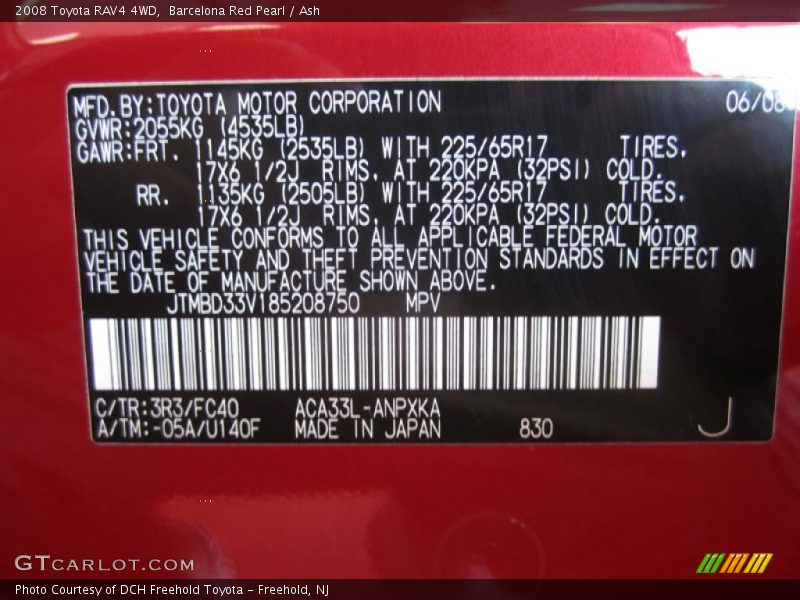 2008 Toyota RAV4 4WD, Barcelona Red Pearl / Ash
MFD.BY:TOYOTA MOTOR CORPORATION 06/08
GVWR:2055KG (4535LB)
GAWR:FRT. 1145KG (2535LB) WITH 225/65R17 TIRES,
17X6 1/2J RIMS, AT 220KPA (32PSI) COLD.
RR. 1135KG (2505LB) WITH 225/65R17 TIRES,
17X6 1/2J RIMS, AT 220KPA (32PSI) COLD.
THIS VEHICLE CONFORMS TO ALL APPLICABLE FEDERAL MOTOR
VEHICLE SAFETY AND THEFT PREVENTION STANDARDS IN EFFECT ON
THE DATE OF MANUFACTURE SHOWN ABOVE.
JTMBD33V185208750 MPV
C/TR:3R3/FC40 ACA33L-ANPXKA
A/TM:-05A/U140F MADE IN JAPAN 830 J
GTCARLOT.COM
Photo Courtesy of DCH Freehold Toyota - Freehold, NJ